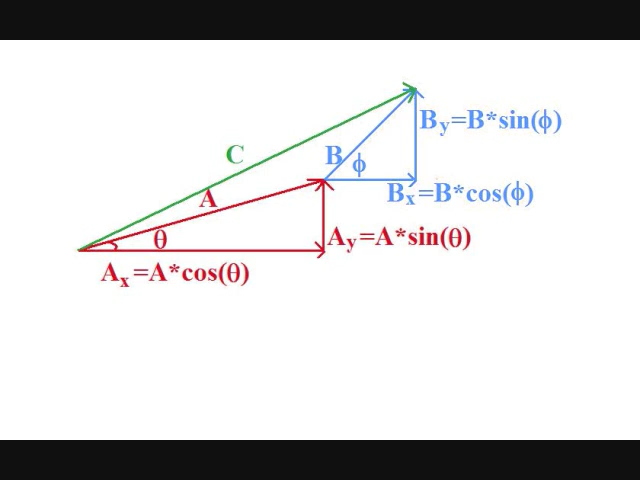 By=B*sin(ϕ)
C
B
ϕ
Bx=B*cos(ϕ)
A
θ
Ay=A*sin(θ)
Ax=A*cos(θ)